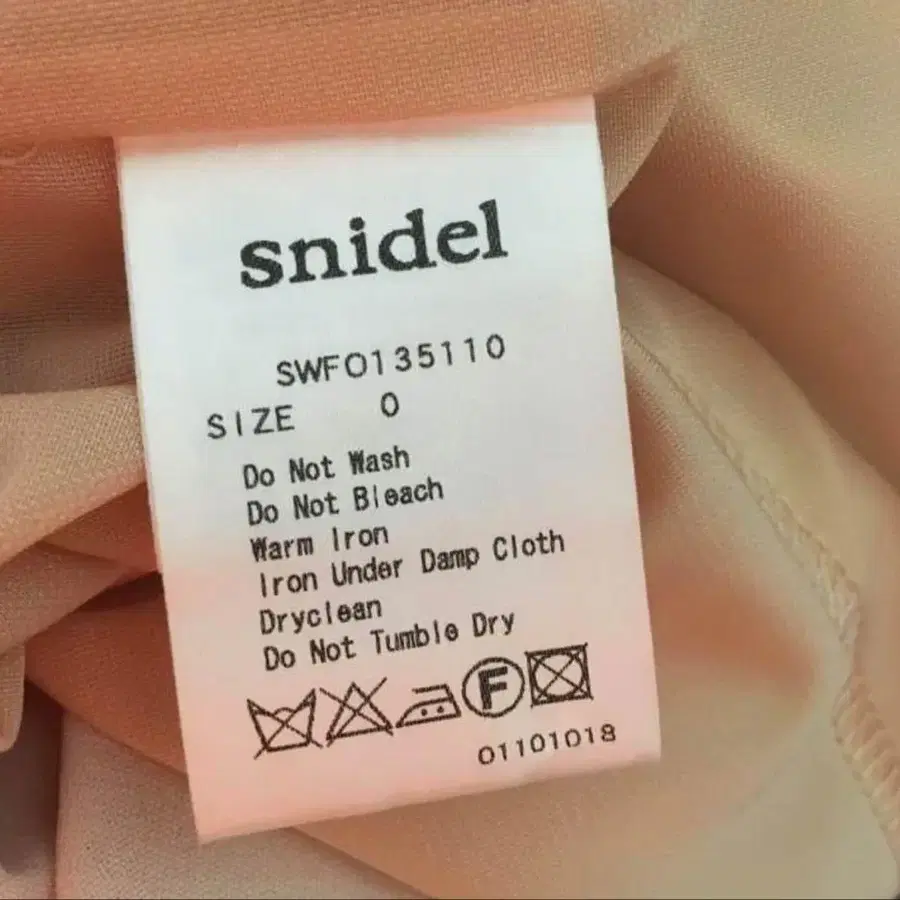 snidel
SWFO135110
SIZE 0
Do Not Wash
Do Not Bleach
Warm Iron
Iron Under Damp Cloth
Dryclean
Do Not Tumble Dry
F
01101018